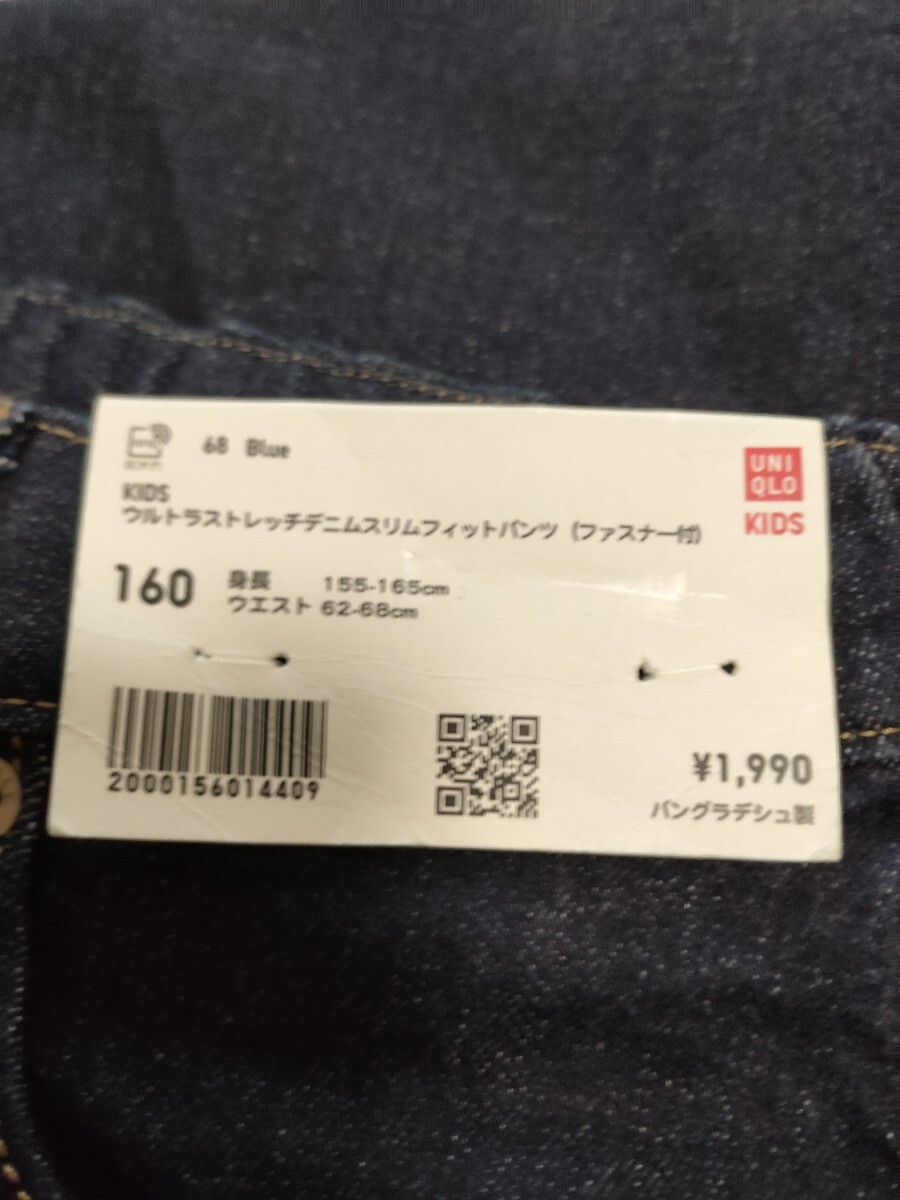 68 Blue
UNI
QLO
KIDS
KIDS
ウルトラストレッチデニムスリムフィットパンツ（ファスナー付）
160
身長 155-165cm
ウエスト 62-68cm
2000156014409
¥1,990
バングラデシュ製